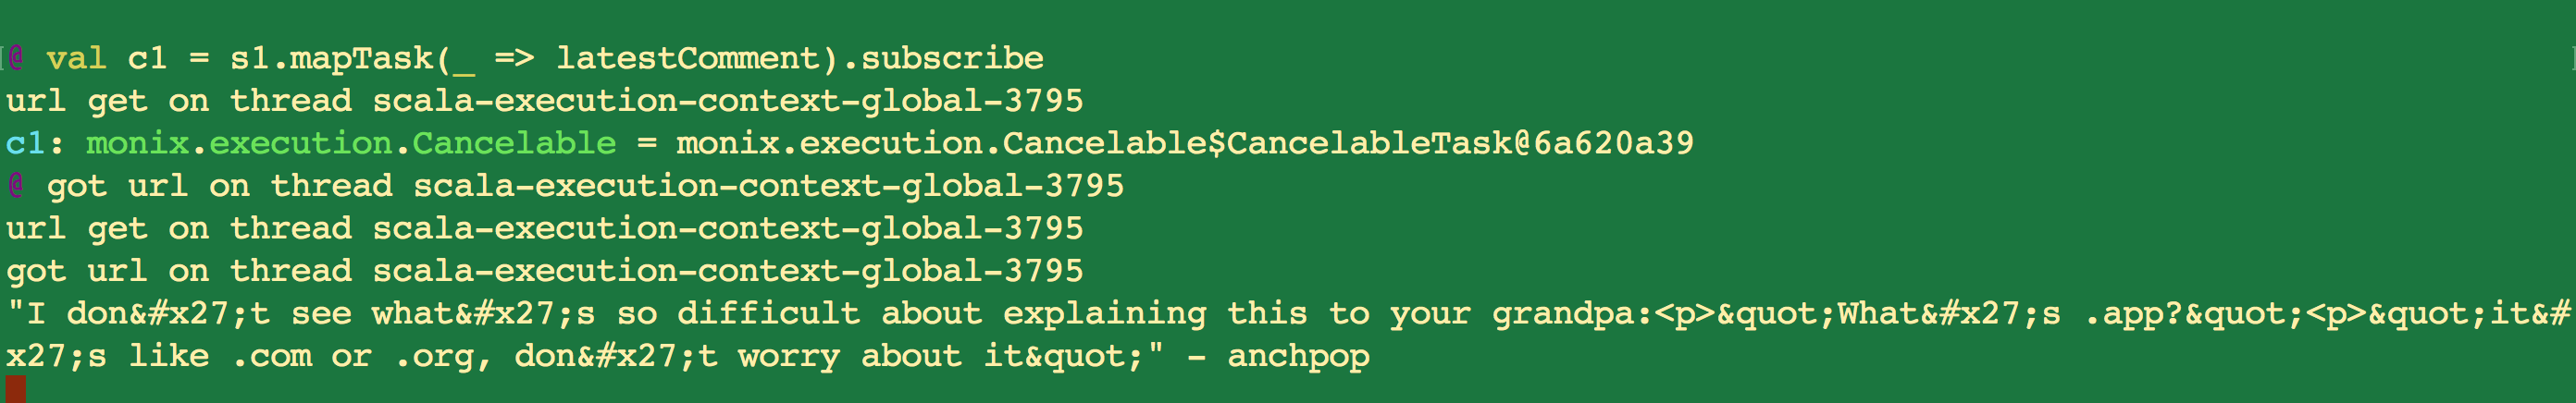 @ val c1 = s1.mapTask(_ => latestComment).subscribe
url get on thread scala-execution-context-global-3795
c1: monix.execution.Cancelable = monix.execution.Cancelable$CancelableTask@6a620a39
@ got url on thread scala-execution-context-global-3795
url get on thread scala-execution-context-global-3795
got url on thread scala-execution-context-global-3795
"I don&#x27;t see what&#x27;s so difficult about explaining this to your grandpa:<p>&quot;What&#x27;s .app?&quot;<p>&quot;it&#
x27;s like .com or .org, don&#x27;t worry about it&quot;" - anchpop